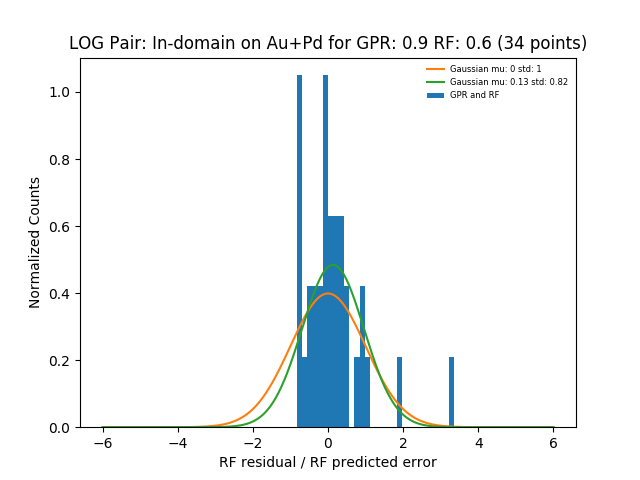 LOG Pair: In-domain on Au+Pd for GPR: 0.9 RF: 0.6 (34 points)
Gaussian mu: 0 std: 1
Gaussian mu: 0.13 std: 0.82
GPR and RF
1.0
0.8
0.6
0.4
0.2
0.0
Normalized Counts
−6 −4 −2 0 2 4 6
RF residual / RF predicted error